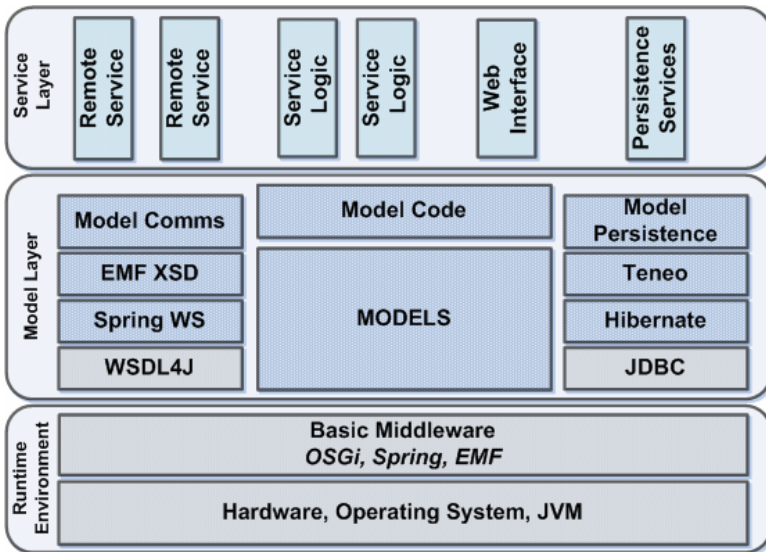 Service
Layer
Remote
Service
Remote
Service
Service
Logic
Service
Logic
Web
Interface
Persistence
Services
Model Layer
Model Comms
EMF XSD
Spring WS
WSDL4J
Model Code
MODELS
Model
Persistence
Teneo
Hibernate
JDBC
Runtime
Environment
Basic Middleware
OSGi, Spring, EMF
Hardware, Operating System, JVM